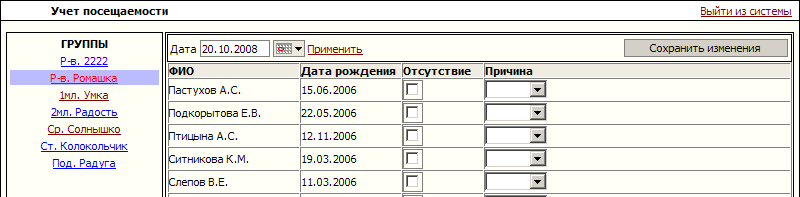 Учет посещаемости Выйти из системы
ГРУППЫ
Р-в. 2222
Р-в. Ромашка
1мл. Умка
2мл. Радость
Ср. Солнышко
Ст. Колокольчик
Под. Радуга
Дата 20.10.2008 Применить Сохранить изменения
ФИО Дата рождения Отсутствие Причина
Пастухов А.С. 15.06.2006
Подкорытова Е.В. 22.05.2006
Птицына А.С. 12.11.2006
Ситникова К.М. 19.03.2006
Слепов В.Е. 11.03.2006